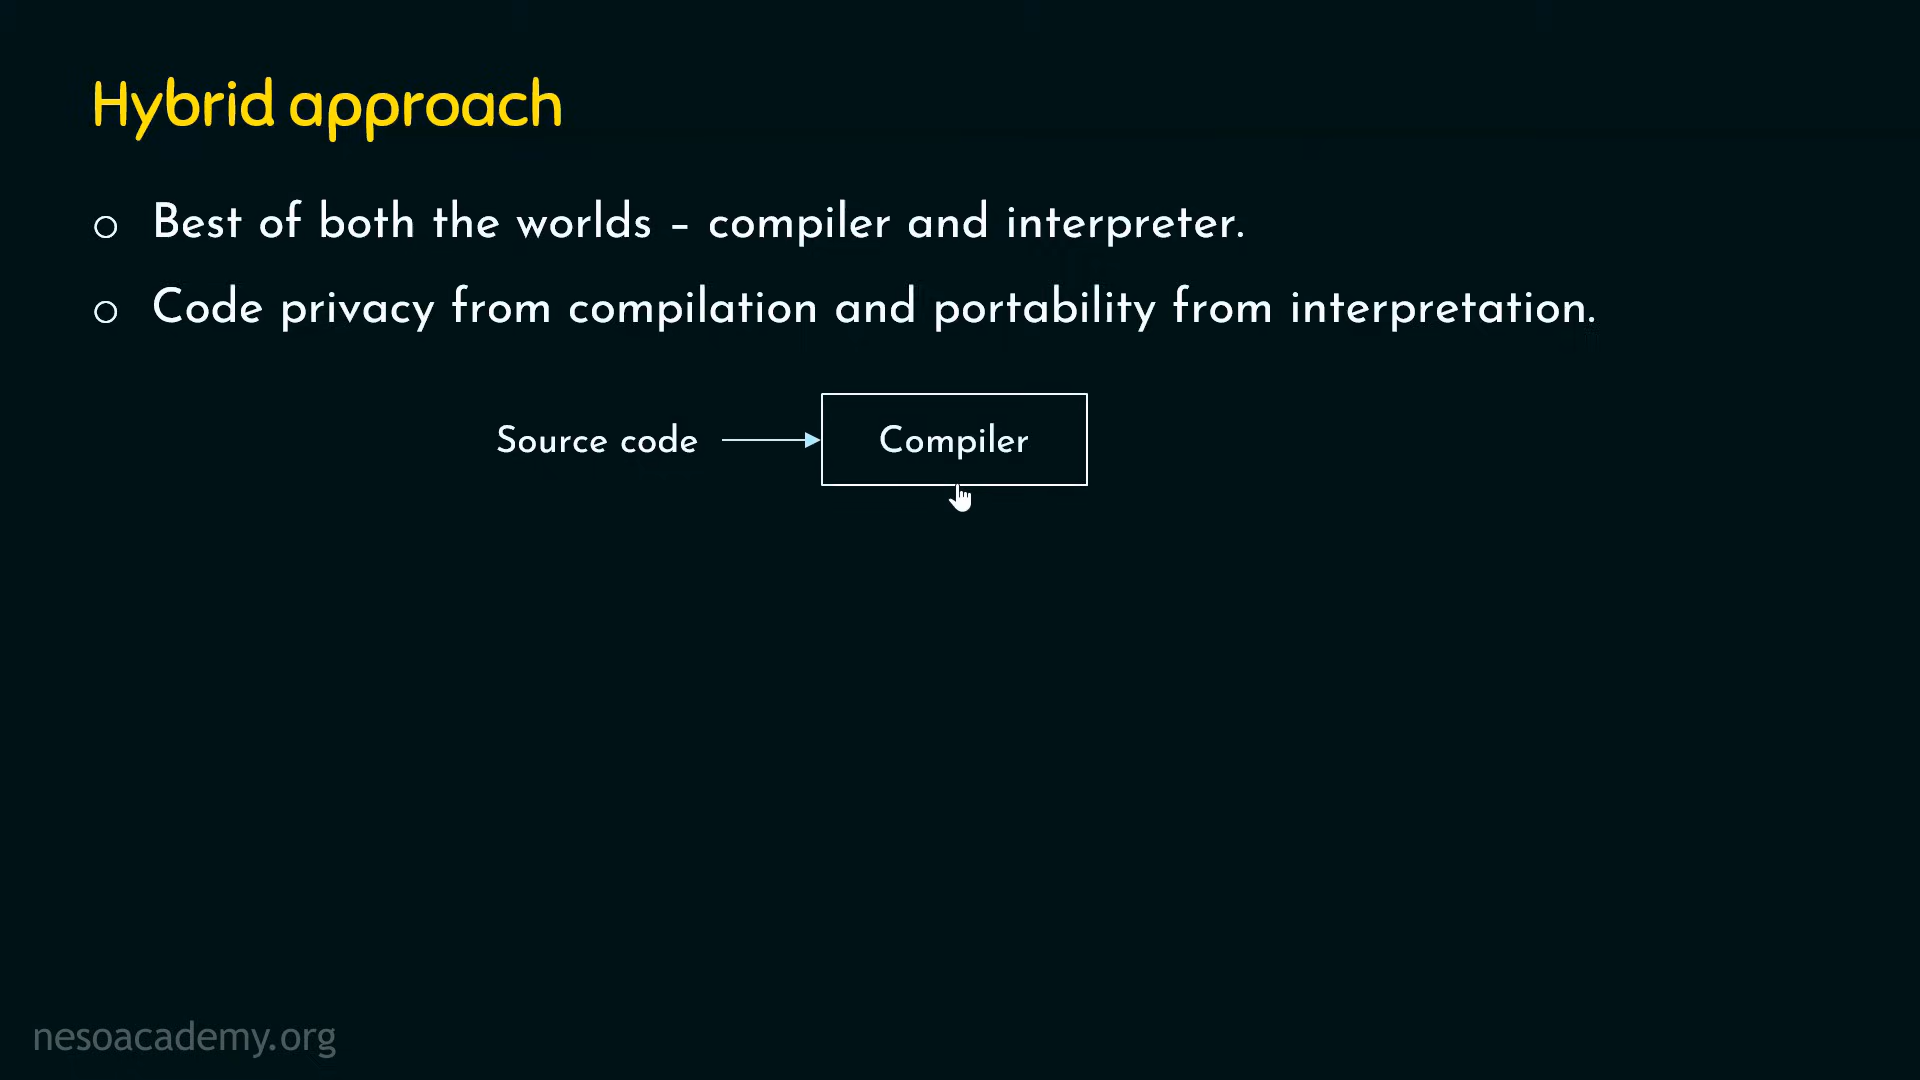 Hybrid approach
o Best of both the worlds – compiler and interpreter.
o Code privacy from compilation and portability from interpretation.
Source code
Compiler
nesoacademy.org